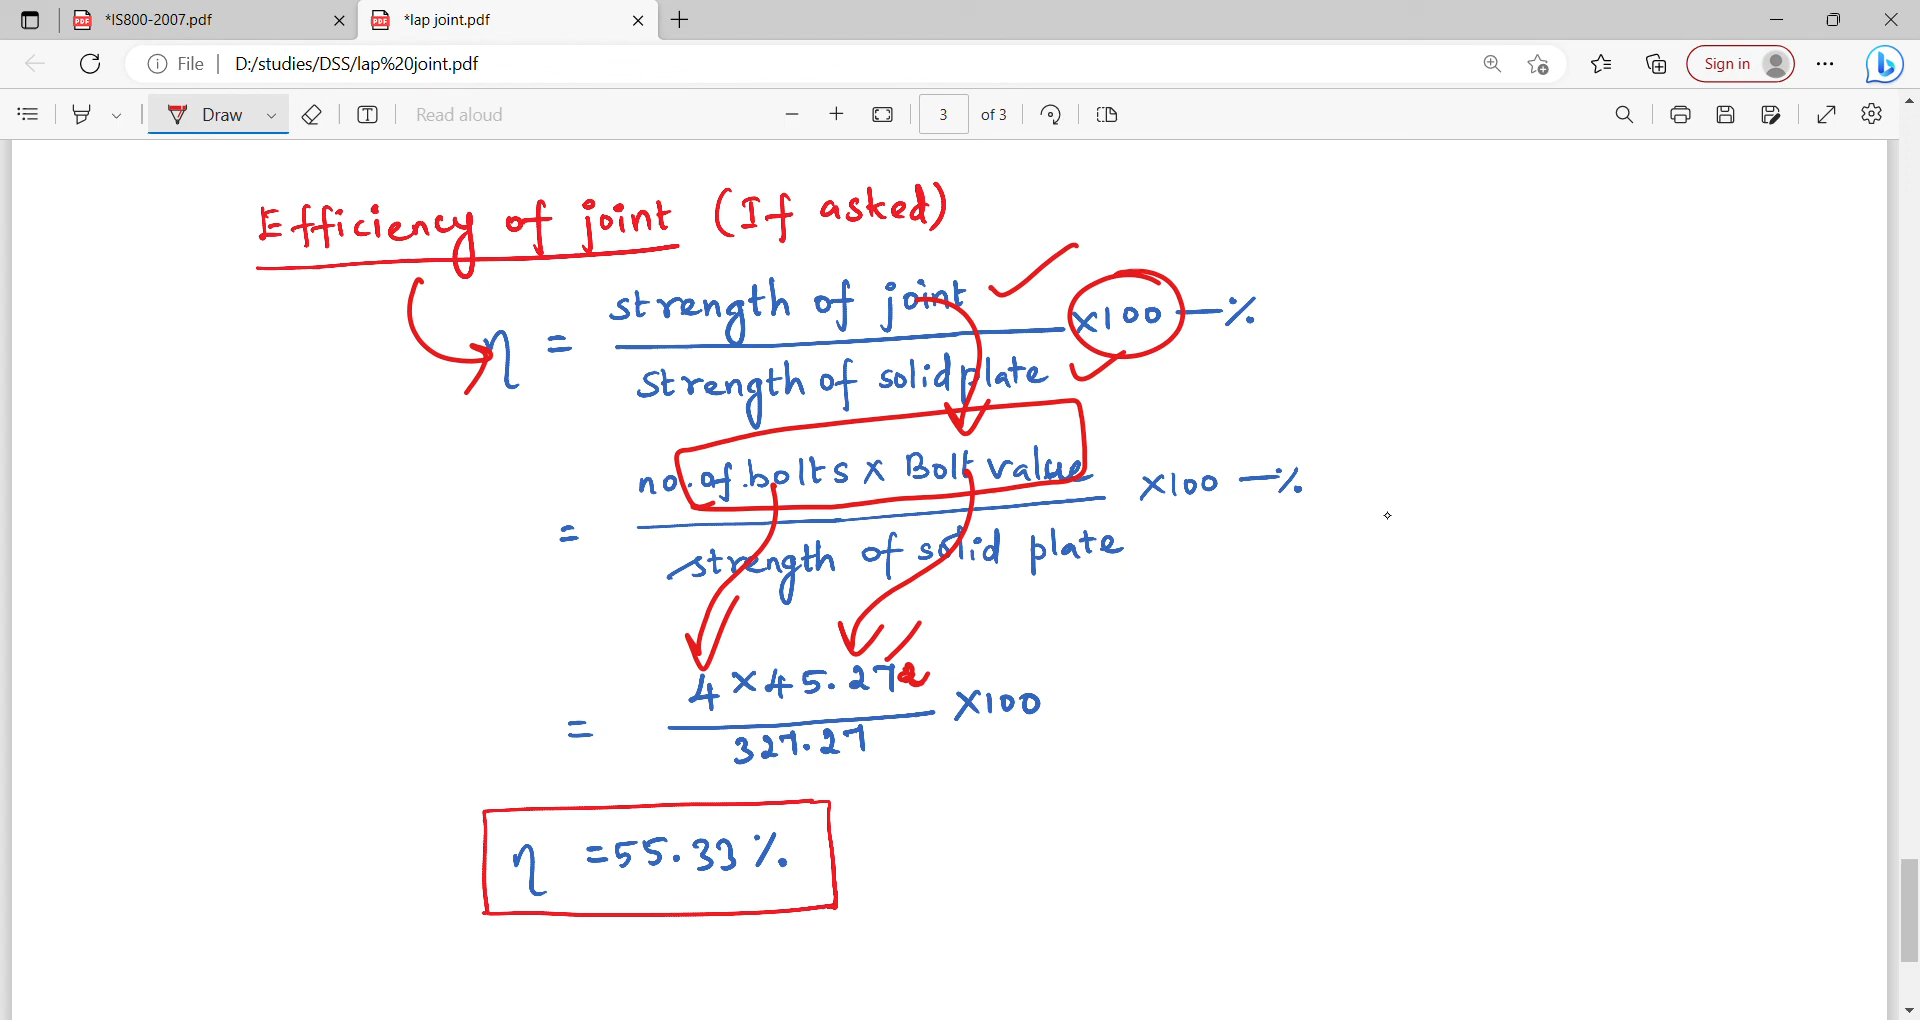 *IS800-2007.pdf
*lap joint.pdf
File
D:/studies/DSS/lap%20joint.pdf
Sign in
Draw
Read aloud
3 of 3
Efficiency of joint (If asked)
η = strength of joint ×100 — %
strength of solid plate
= no. of bolts × Bolt value ×100 — %
strength of solid plate
= 4 × 45.272 ×100
327.27
η = 55.33 %